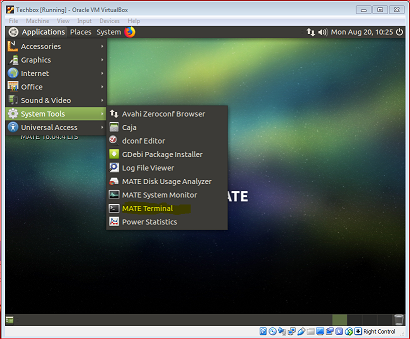 Techbox [Running] - Oracle VM VirtualBox
File Machine View Input Devices Help
Applications Places System Mon Aug 20, 10:25
Accessories
Graphics
Internet
Office
Sound & Video
System Tools
Universal Access
MATE 18.04.4 LTS
Avahi Zeroconf Browser
Caja
dconf Editor
GDebi Package Installer
Log File Viewer
MATE Disk Usage Analyzer
MATE System Monitor
MATE Terminal
Power Statistics
ATE
Right Control